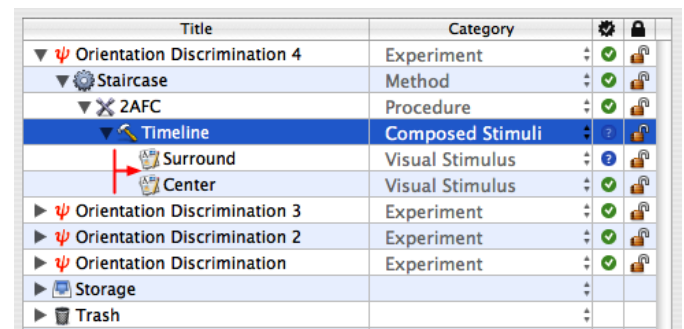 Title Category
ψ Orientation Discrimination 4 Experiment
Staircase Method
2AFC Procedure
Timeline Composed Stimuli ?
Surround Visual Stimulus ?
Center Visual Stimulus
ψ Orientation Discrimination 3 Experiment
ψ Orientation Discrimination 2 Experiment
ψ Orientation Discrimination Experiment
Storage
Trash